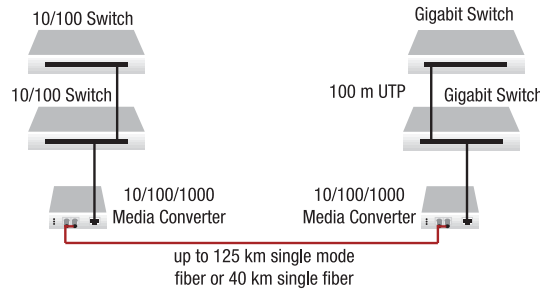 10/100 Switch
Gigabit Switch
10/100 Switch
100 m UTP
Gigabit Switch
10/100/1000
Media Converter
10/100/1000
Media Converter
up to 125 km single mode
fiber or 40 km single fiber